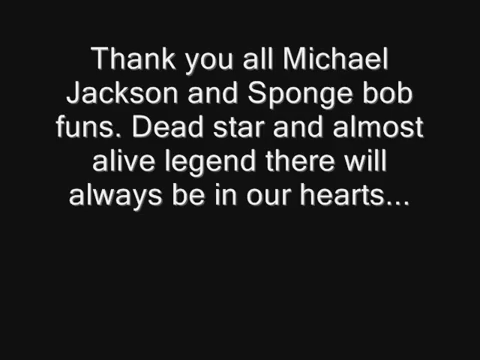 Thank you all Michael
Jackson and Sponge bob
funs. Dead star and almost
alive legend there will
always be in our hearts...